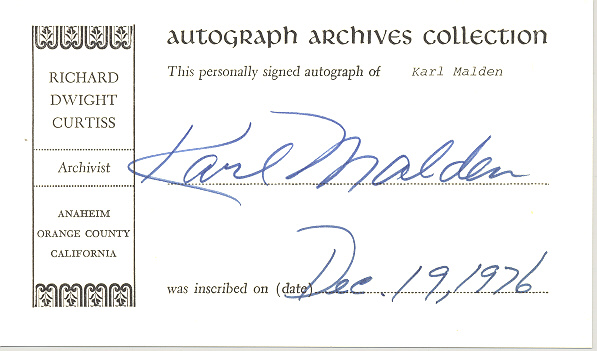 AUTOGRAPH ARCHIVES COLLECTION
This personally signed autograph of Karl Malden
RICHARD
DWIGHT
CURTISS
Archivist
Karl Malden
ANAHEIM
ORANGE COUNTY
CALIFORNIA
was inscribed on (date) Dec. 19, 1976